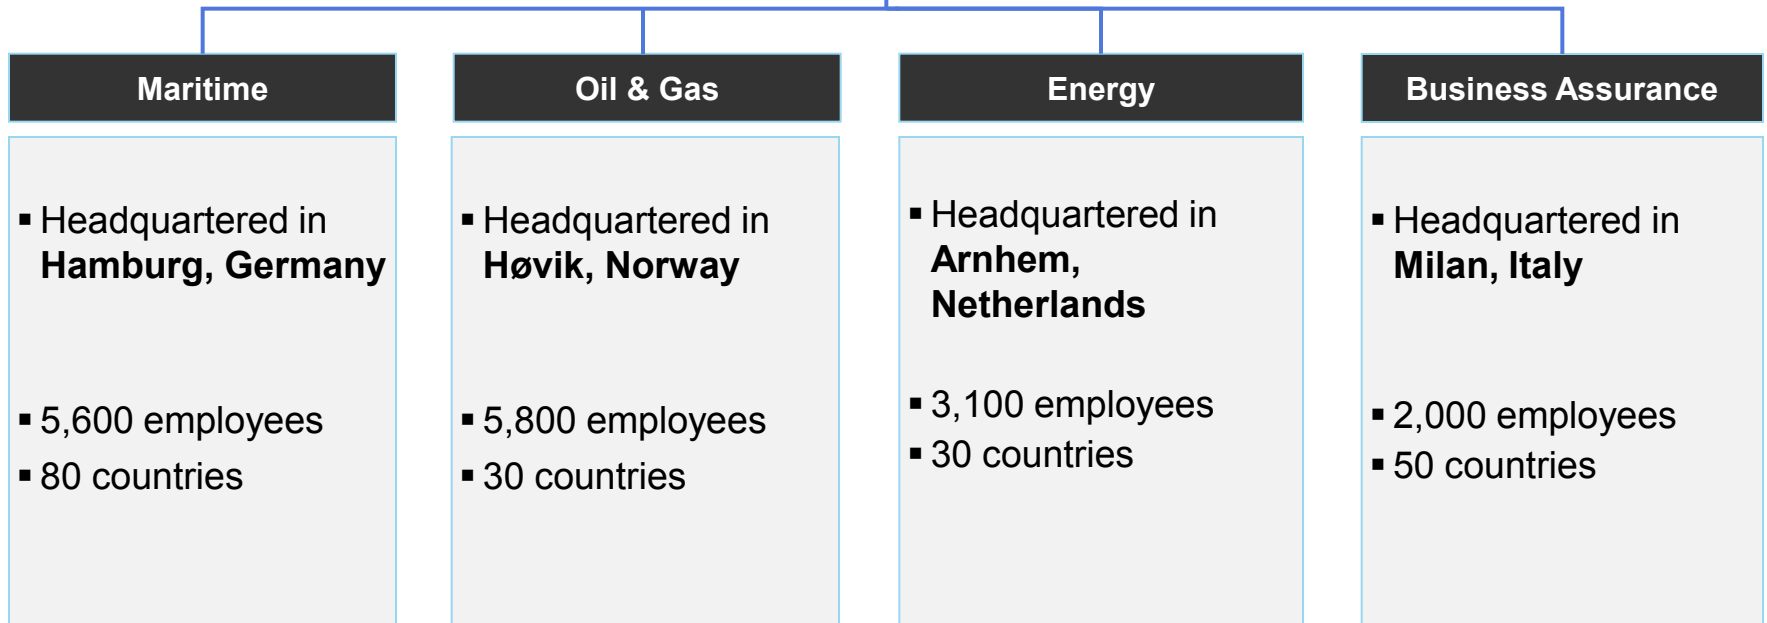 Maritime
Oil & Gas
Energy
Business Assurance
▪ Headquartered in
Hamburg, Germany
▪ 5,600 employees
▪ 80 countries
▪ Headquartered in
Høvik, Norway
▪ 5,800 employees
▪ 30 countries
▪ Headquartered in
Arnhem,
Netherlands
▪ 3,100 employees
▪ 30 countries
▪ Headquartered in
Milan, Italy
▪ 2,000 employees
▪ 50 countries